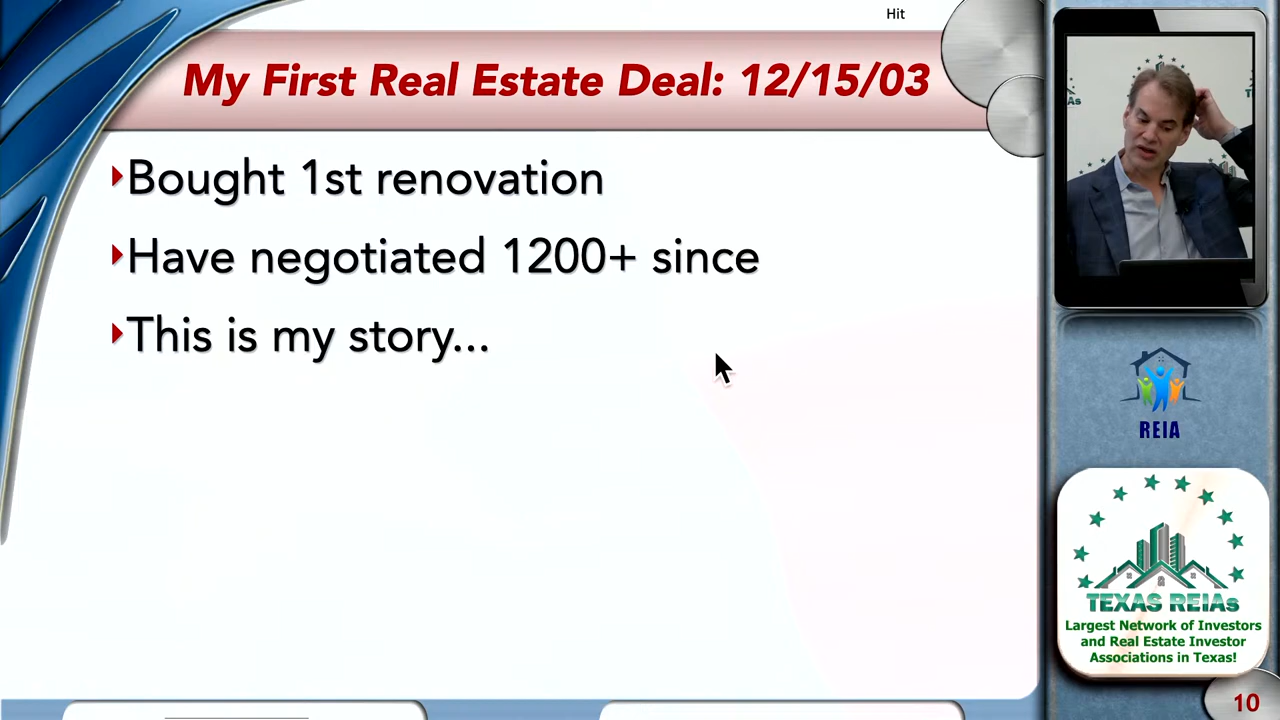 Hit
My First Real Estate Deal: 12/15/03
Bought 1st renovation
Have negotiated 1200+ since
This is my story...
As
T
REIA
TEXAS REIAs
Largest Network of Investors
and Real Estate Investor
Associations in Texas!
10